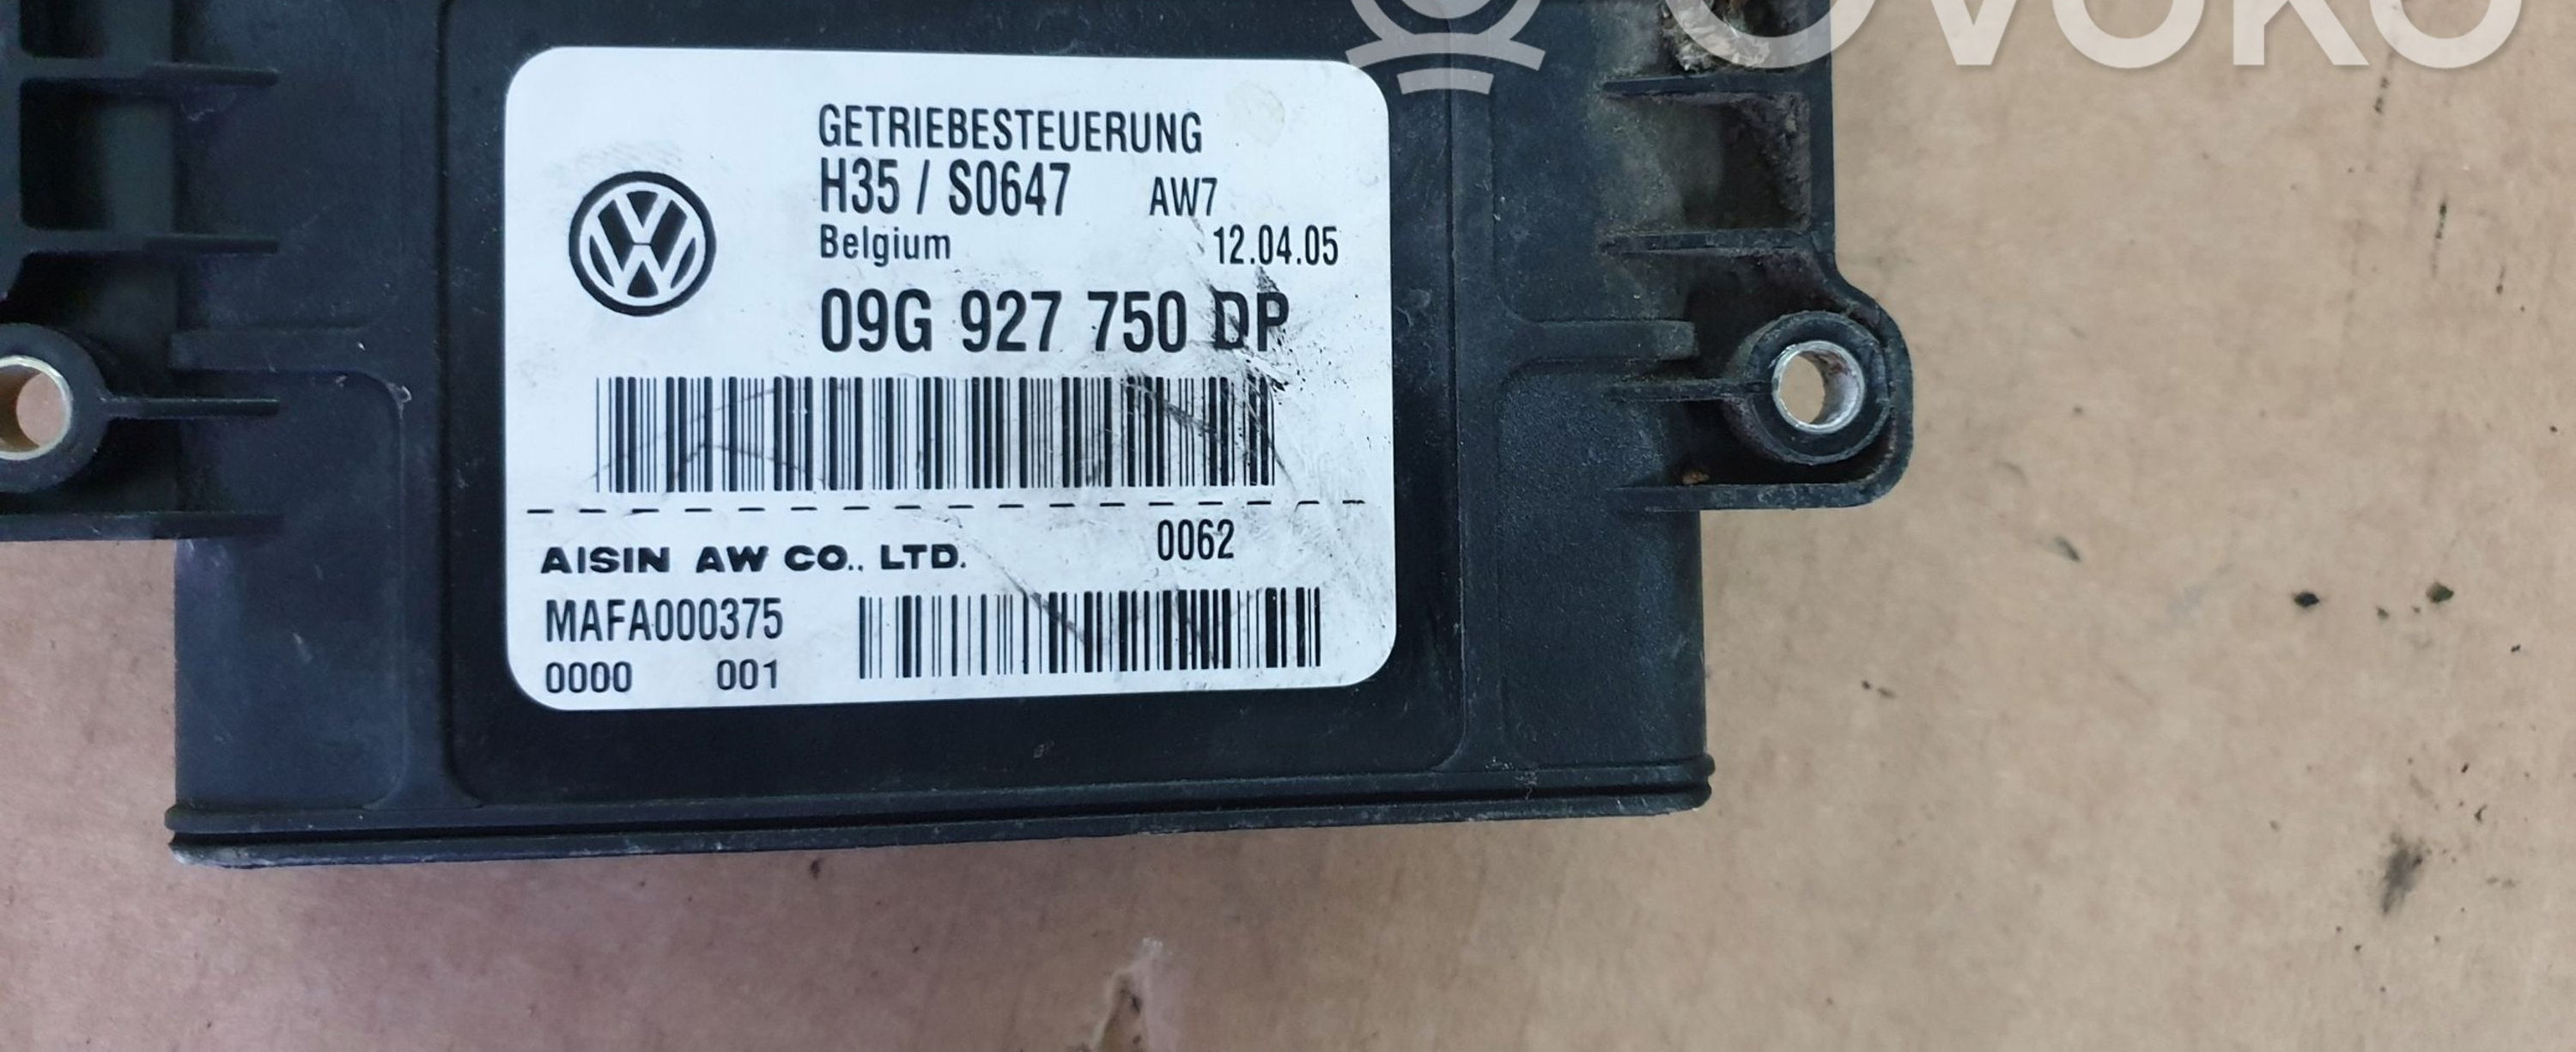 OVOKO
GETRIEBESTEUERUNG
H35 / S0647 AW7
Belgium 12.04.05
09G 927 750 DP
AISIN AW CO., LTD. 0062
MAFA000375
0000 001